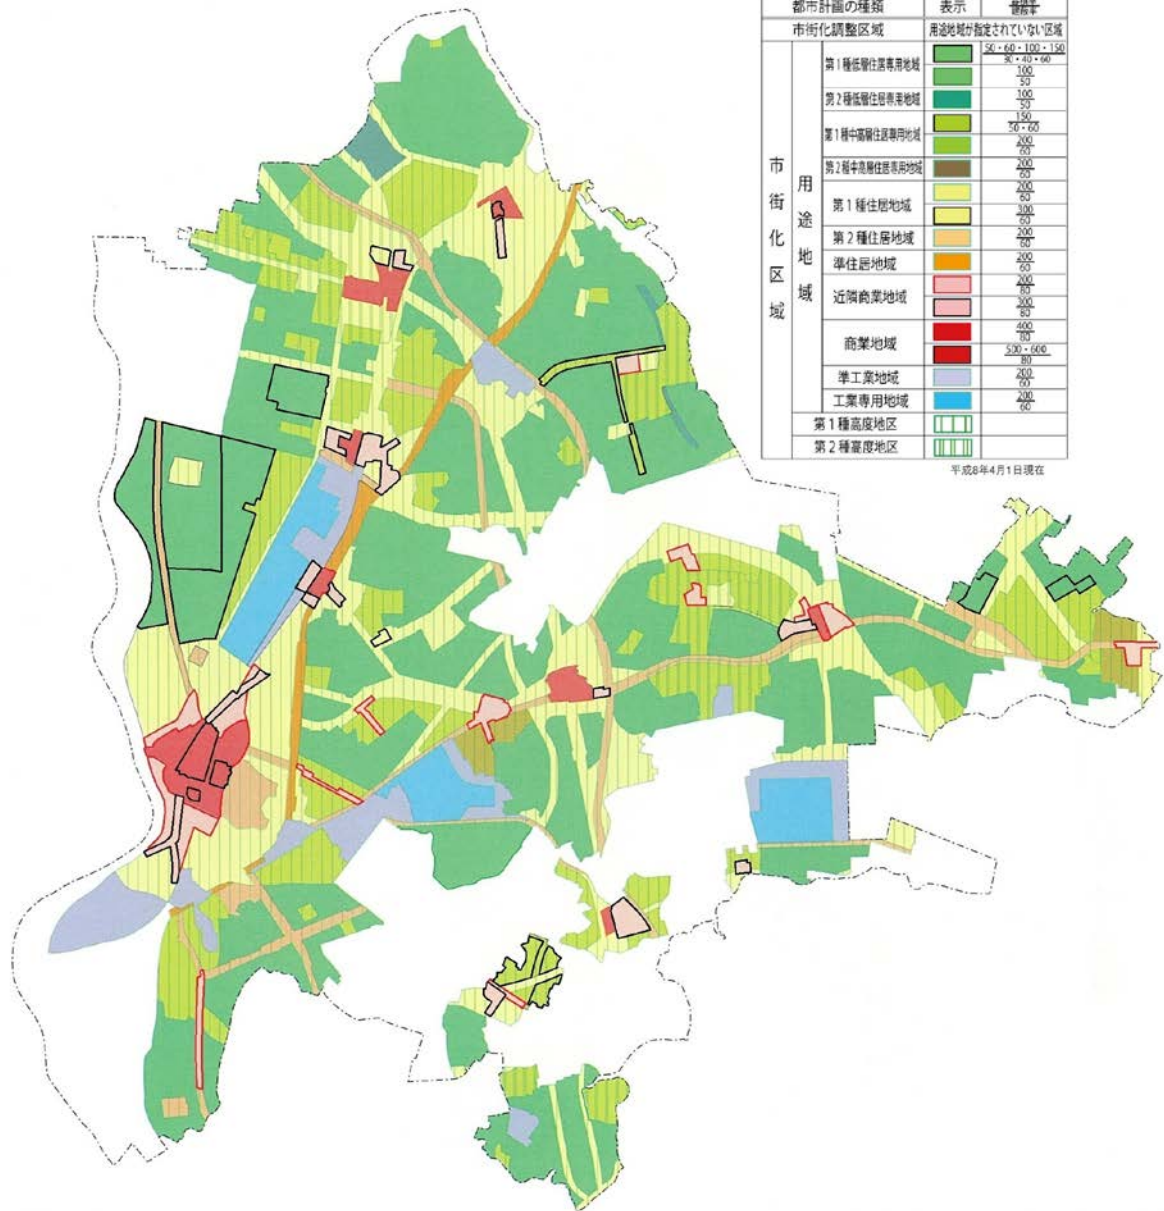 都市計画の種類 表示 容積率/建蔽率
市街化調整区域 用途地域が指定されていない区域
市街化区域 用途地域
第1種低層住居専用地域 50・60・100・150/30・40・60
100/50
第2種低層住居専用地域 100/50
第1種中高層住居専用地域 150/50・60
200/60
第2種中高層住居専用地域 200/60
第1種住居地域 200/60
300/60
第2種住居地域 200/60
準住居地域 200/60
近隣商業地域 200/80
300/80
商業地域 400/80
500・600/80
準工業地域 200/60
工業専用地域 200/60
第1種高度地区
第2種高度地区
平成8年4月1日現在